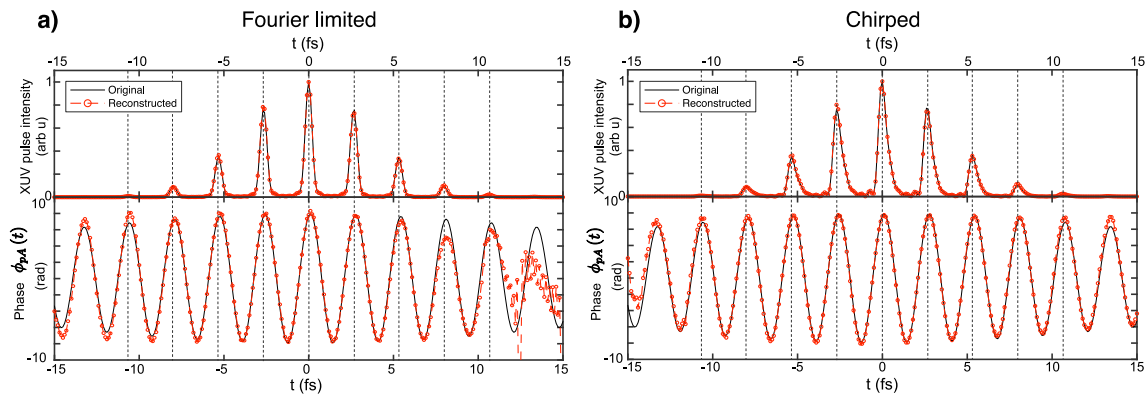 a) Fourier limited
t (fs)
-15 -10 -5 0 5 10 15
1
Original
Reconstructed
XUV pulse intensity
(arb u)
0
10
Phase ϕpA(t)
(rad)
-10
-15 -10 -5 0 5 10 15
t (fs)
b) Chirped
t (fs)
-15 -10 -5 0 5 10 15
1
Original
Reconstructed
XUV pulse intensity
(arb u)
0
10
Phase ϕpA(t)
(rad)
-10
-15 -10 -5 0 5 10 15
t (fs)